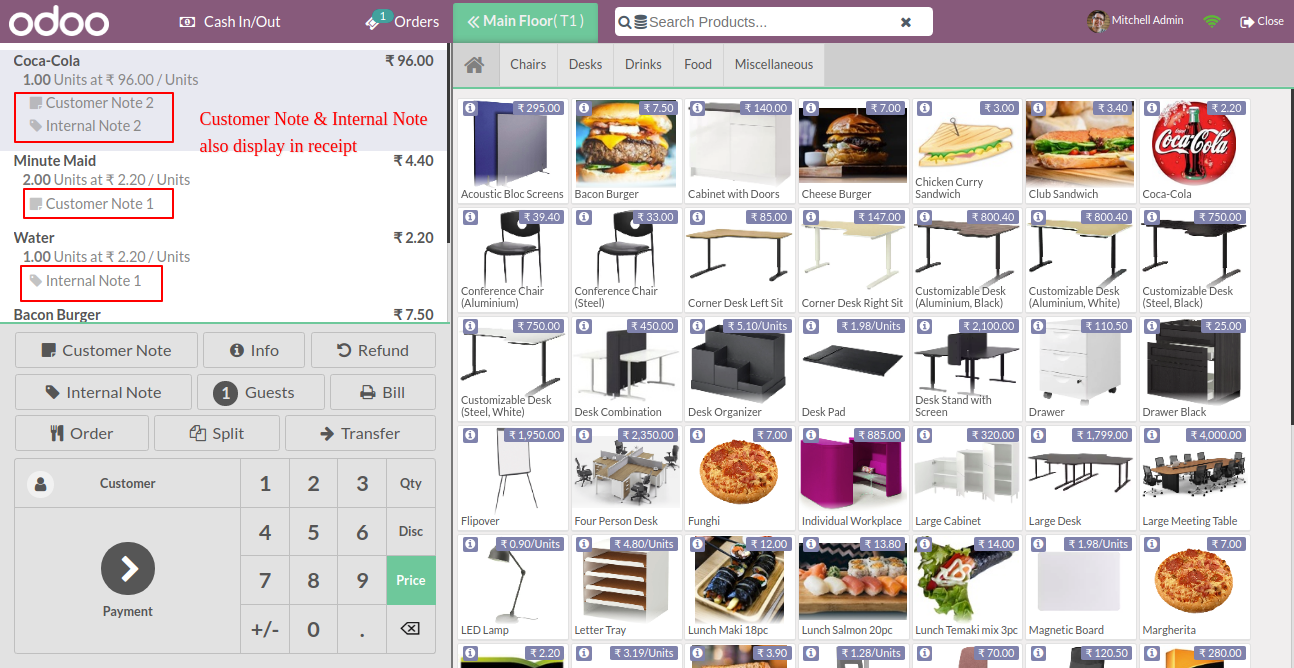 odoo
Cash In/Out
1
Orders
Main Floor( T1 )
Search Products...
Mitchell Admin
Close
Coca-Cola ₹ 96.00
1.00 Units at ₹ 96.00 / Units
Customer Note 2
Internal Note 2
Customer Note & Internal Note
also display in receipt
Minute Maid ₹ 4.40
2.00 Units at ₹ 2.20 / Units
Customer Note 1
Water ₹ 2.20
1.00 Units at ₹ 2.20 / Units
Internal Note 1
Bacon Burger ₹ 7.50
Customer Note
Info
Refund
Internal Note
1 Guests
Bill
Order
Split
Transfer
Customer
1 2 3 Qty
4 5 6 Disc
7 8 9 Price
+/- 0 .
Payment
Chairs
Desks
Drinks
Food
Miscellaneous
₹ 295.00
Acoustic Bloc Screens
₹ 7.50
Bacon Burger
₹ 140.00
Cabinet with Doors
₹ 7.00
Cheese Burger
₹ 3.00
Chicken Curry
Sandwich
₹ 3.40
Club Sandwich
₹ 2.20
Coca-Cola
Coca-Cola
₹ 39.40
Conference Chair
(Aluminium)
₹ 33.00
Conference Chair
(Steel)
₹ 85.00
Corner Desk Left Sit
₹ 147.00
Corner Desk Right Sit
₹ 800.40
Customizable Desk
(Aluminium, Black)
₹ 800.40
Customizable Desk
(Aluminium, White)
₹ 750.00
Customizable Desk
(Steel, Black)
₹ 750.00
Customizable Desk
(Steel, White)
₹ 450.00
Desk Combination
₹ 5.10/Units
Desk Organizer
₹ 1.98/Units
Desk Pad
₹ 2,100.00
Desk Stand with
Screen
₹ 110.50
Drawer
₹ 25.00
Drawer Black
₹ 1,950.00
Flipover
₹ 2,350.00
Four Person Desk
₹ 7.00
Funghi
₹ 885.00
Individual Workplace
₹ 320.00
Large Cabinet
₹ 1,799.00
Large Desk
₹ 4,000.00
Large Meeting Table
₹ 0.90/Units
LED Lamp
₹ 4.80/Units
Letter Tray
₹ 12.00
Lunch Maki 18pc
₹ 13.80
Lunch Salmon 20pc
₹ 14.00
Lunch Temaki mix 3pc
₹ 1.98/Units
Magnetic Board
₹ 7.00
Margherita
₹ 2.20
₹ 3.19/Units
₹ 3.90
₹ 1.28/Units
₹ 70.00
₹ 120.50
₹ 280.00